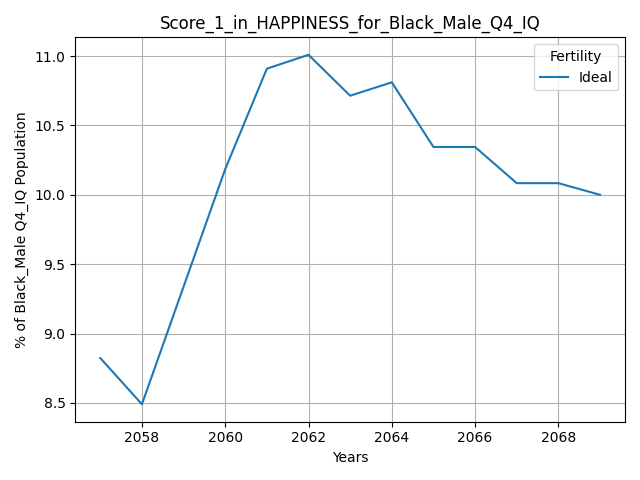 Score_1_in_HAPPINESS_for_Black_Male_Q4_IQ
Fertility
Ideal
% of Black_Male Q4_IQ Population
11.0
10.5
10.0
9.5
9.0
8.5
2058 2060 2062 2064 2066 2068
Years